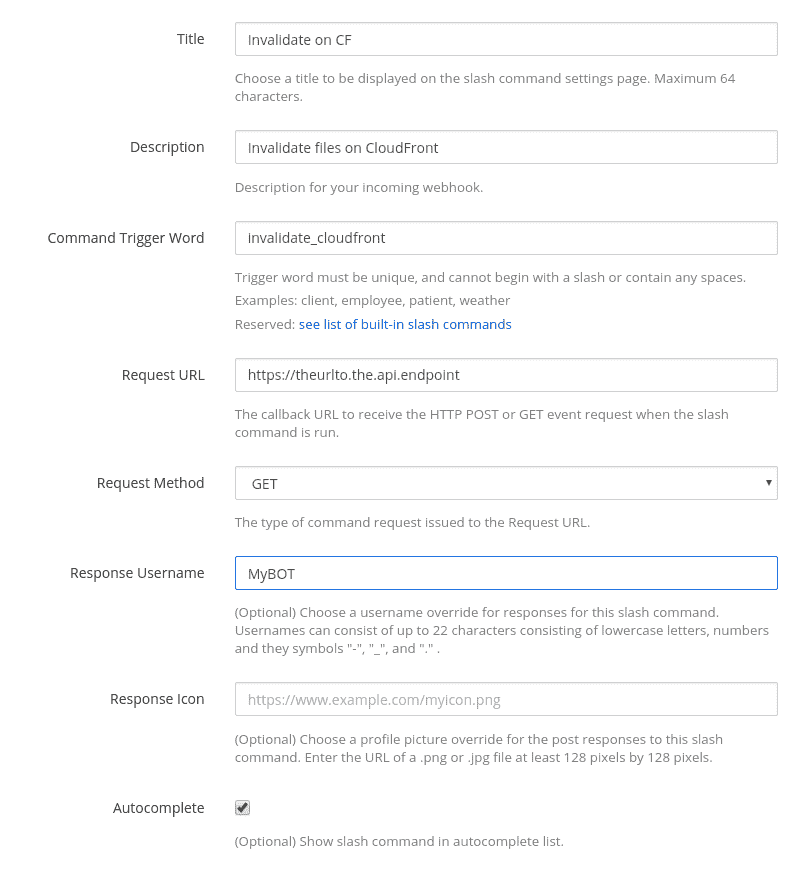 Title
Invalidate on CF
Choose a title to be displayed on the slash command settings page. Maximum 64
characters.
Description
Invalidate files on CloudFront
Description for your incoming webhook.
Command Trigger Word
invalidate_cloudfront
Trigger word must be unique, and cannot begin with a slash or contain any spaces.
Examples: client, employee, patient, weather
Reserved: see list of built-in slash commands
Request URL
https://theurlto.the.api.endpoint
The callback URL to receive the HTTP POST or GET event request when the slash
command is run.
Request Method
GET
The type of command request issued to the Request URL.
Response Username
MyBOT
(Optional) Choose a username override for responses for this slash command.
Usernames can consist of up to 22 characters consisting of lowercase letters, numbers
and they symbols "-", "_", and "." .
Response Icon
https://www.example.com/myicon.png
(Optional) Choose a profile picture override for the post responses to this slash
command. Enter the URL of a .png or .jpg file at least 128 pixels by 128 pixels.
Autocomplete
(Optional) Show slash command in autocomplete list.